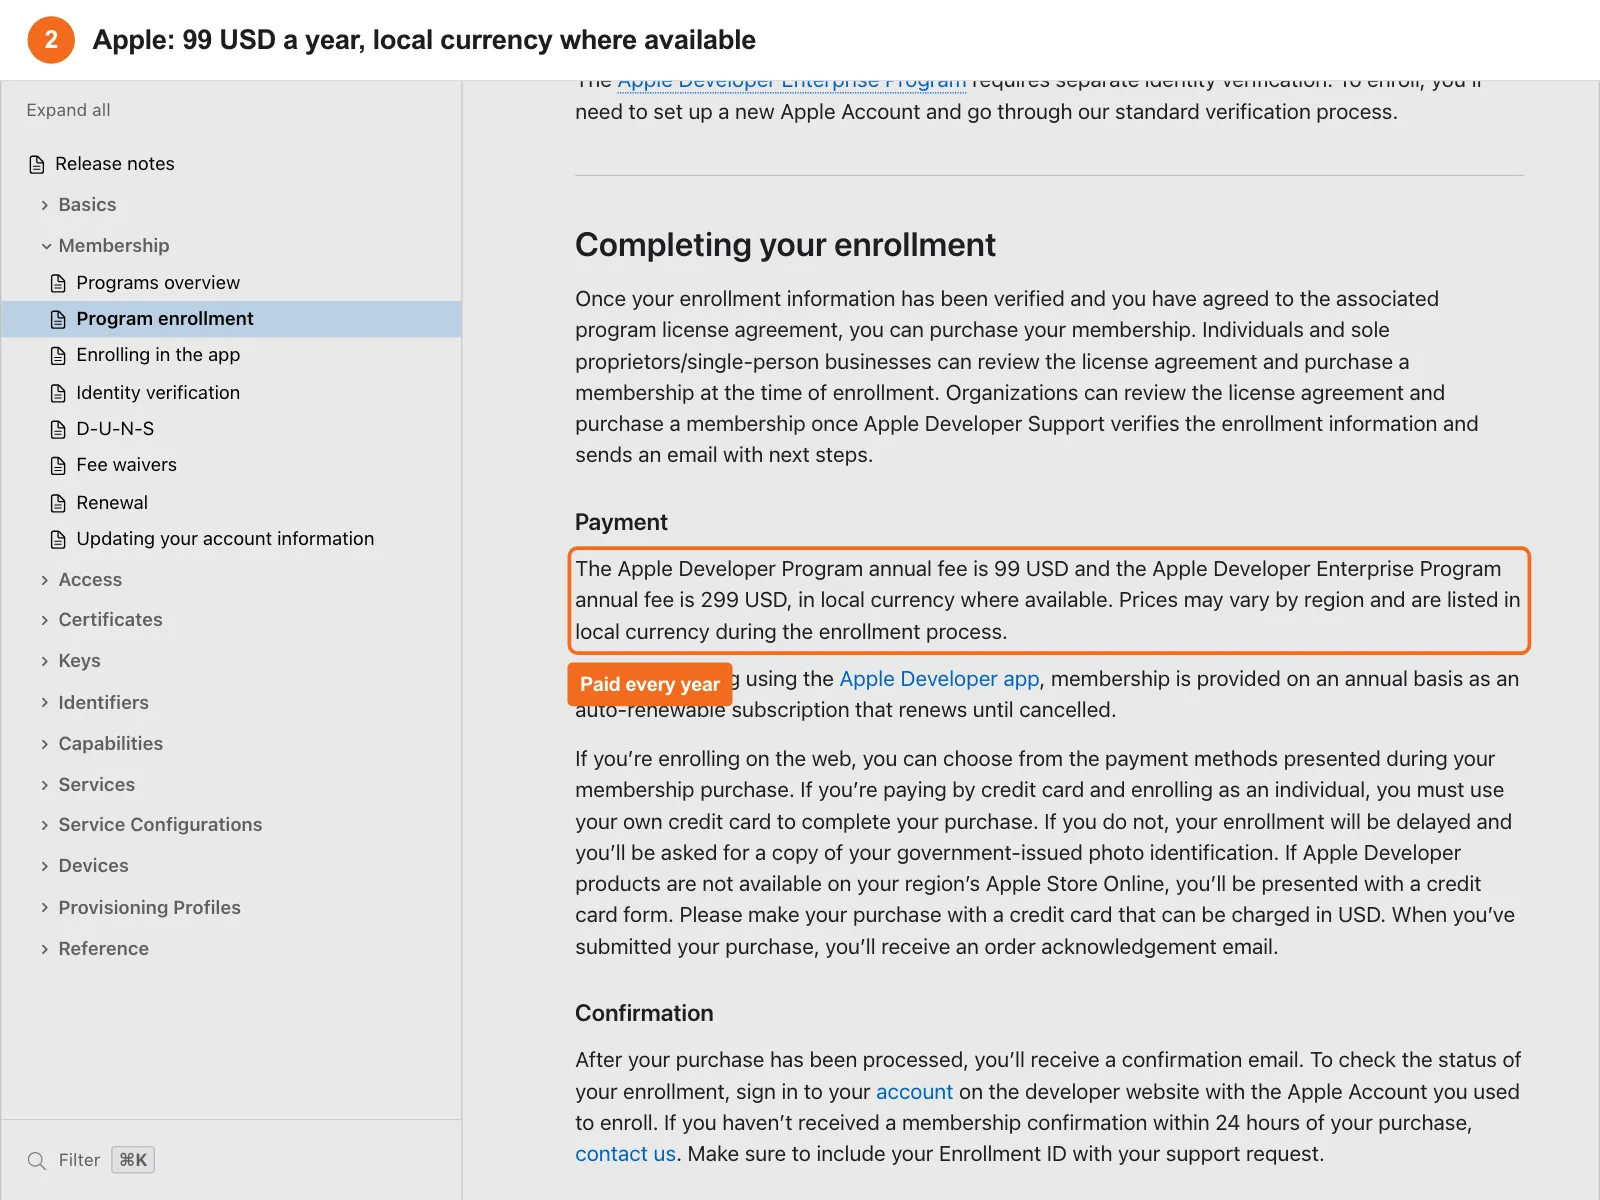 2
Apple: 99 USD a year, local currency where available
Expand all
Release notes
Basics
Membership
Programs overview
Program enrollment
Enrolling in the app
Identity verification
D-U-N-S
Fee waivers
Renewal
Updating your account information
Access
Certificates
Keys
Identifiers
Capabilities
Services
Service Configurations
Devices
Provisioning Profiles
Reference
Filter ⌘K
The Apple Developer Enterprise Program requires separate identity verification. To enroll, you’ll
need to set up a new Apple Account and go through our standard verification process.
Completing your enrollment
Once your enrollment information has been verified and you have agreed to the associated
program license agreement, you can purchase your membership. Individuals and sole
proprietors/single-person businesses can review the license agreement and purchase a
membership at the time of enrollment. Organizations can review the license agreement and
purchase a membership once Apple Developer Support verifies the enrollment information and
sends an email with next steps.
Payment
The Apple Developer Program annual fee is 99 USD and the Apple Developer Enterprise Program
annual fee is 299 USD, in local currency where available. Prices may vary by region and are listed in
local currency during the enrollment process.
Paid every year
using the Apple Developer app, membership is provided on an annual basis as an
auto-renewable subscription that renews until cancelled.
If you’re enrolling on the web, you can choose from the payment methods presented during your
membership purchase. If you’re paying by credit card and enrolling as an individual, you must use
your own credit card to complete your purchase. If you do not, your enrollment will be delayed and
you’ll be asked for a copy of your government-issued photo identification. If Apple Developer
products are not available on your region’s Apple Store Online, you’ll be presented with a credit
card form. Please make your purchase with a credit card that can be charged in USD. When you’ve
submitted your purchase, you’ll receive an order acknowledgement email.
Confirmation
After your purchase has been processed, you’ll receive a confirmation email. To check the status of
your enrollment, sign in to your account on the developer website with the Apple Account you used
to enroll. If you haven’t received a membership confirmation within 24 hours of your purchase,
contact us. Make sure to include your Enrollment ID with your support request.